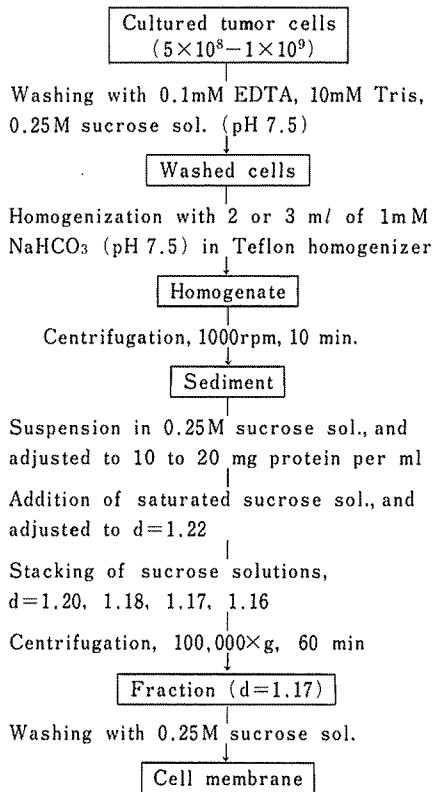 Cultured tumor cells
(5×10⁸−1×10⁹)
Washing with 0.1mM EDTA, 10mM Tris,
0.25M sucrose sol. (pH 7.5)
Washed cells
Homogenization with 2 or 3 ml of 1mM
NaHCO₃ (pH 7.5) in Teflon homogenizer
Homogenate
Centrifugation, 1000rpm, 10 min.
Sediment
Suspension in 0.25M sucrose sol., and
adjusted to 10 to 20 mg protein per ml
Addition of saturated sucrose sol., and
adjusted to d=1.22
Stacking of sucrose solutions,
d=1.20, 1.18, 1.17, 1.16
Centrifugation, 100,000×g, 60 min
Fraction (d=1.17)
Washing with 0.25M sucrose sol.
Cell membrane